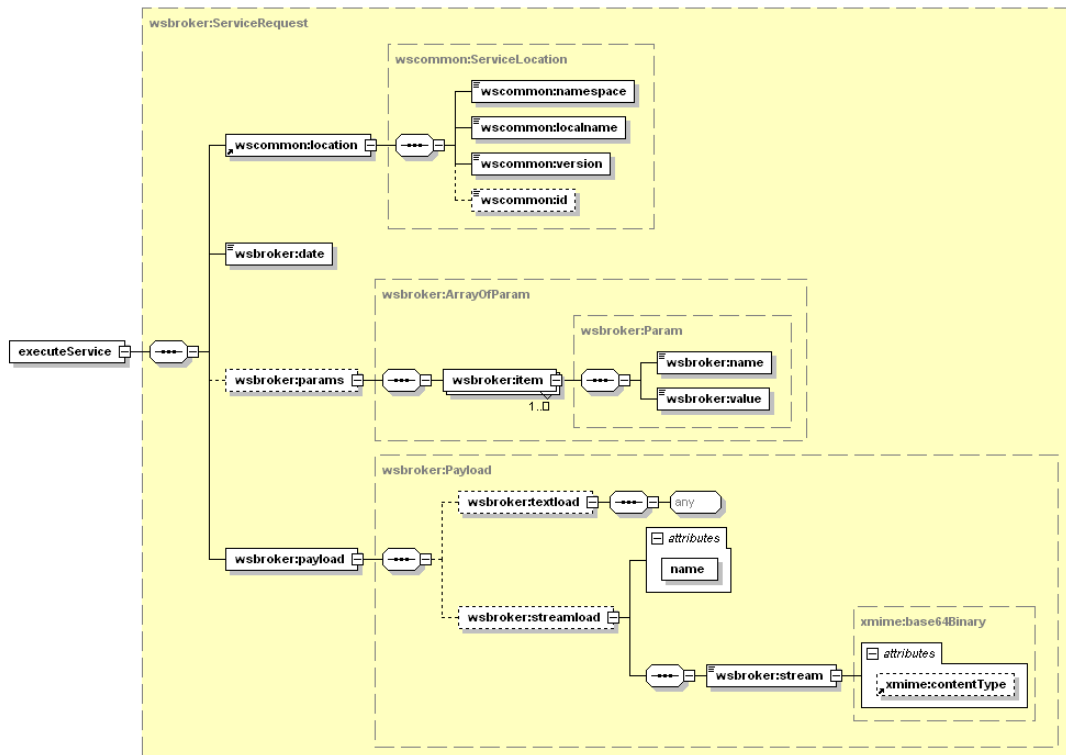 wsbroker:ServiceRequest
wscommon:ServiceLocation
wscommon:namespace
wscommon:localname
wscommon:location
wscommon:version
wscommon:id
wsbroker:date
wsbroker:ArrayOfParam
wsbroker:Param
executeService
wsbroker:name
wsbroker:params
wsbroker:item
wsbroker:value
1..
wsbroker:Payload
wsbroker:textload
any
attributes
wsbroker:payload
name
wsbroker:streamload
xmime:base64Binary
attributes
wsbroker:stream
xmime:contentType